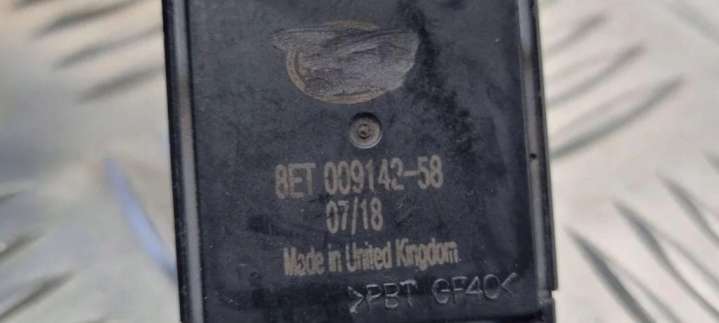 8ET 009142-58
07/18
Made in United Kingdom
>PBT GF40<